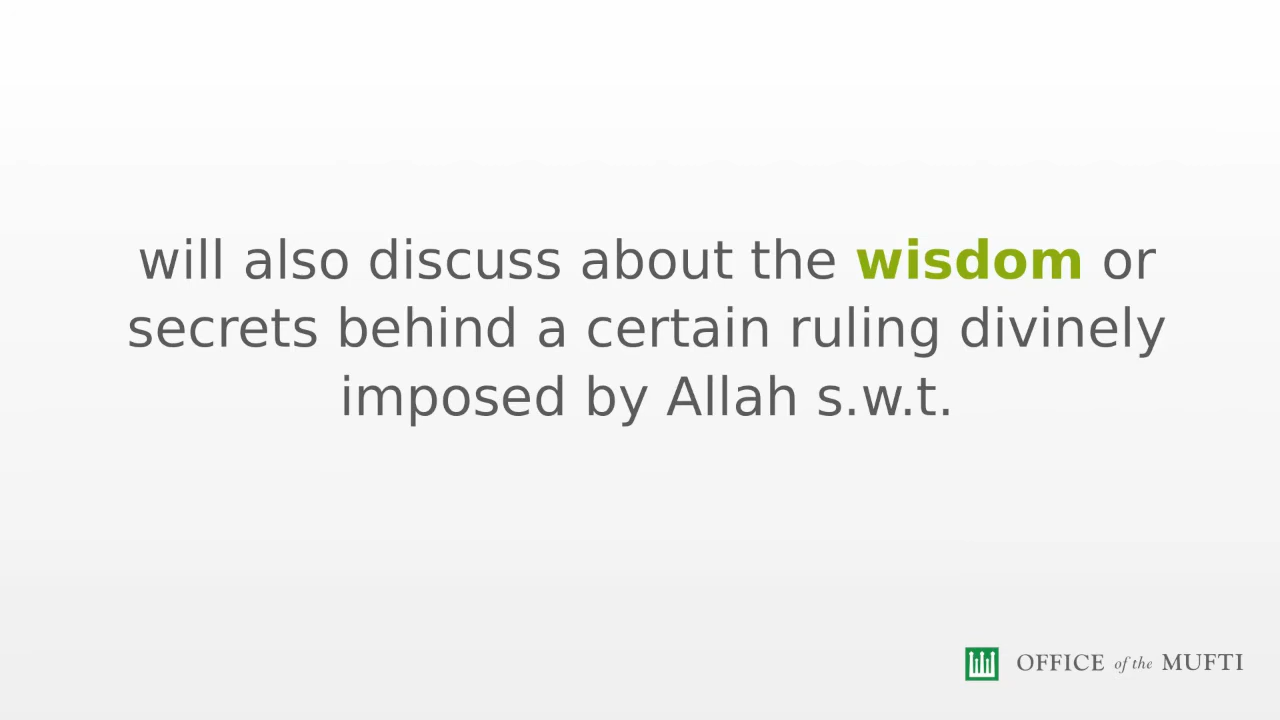 will also discuss about the wisdom or
secrets behind a certain ruling divinely
imposed by Allah s.w.t.
OFFICE of the MUFTI